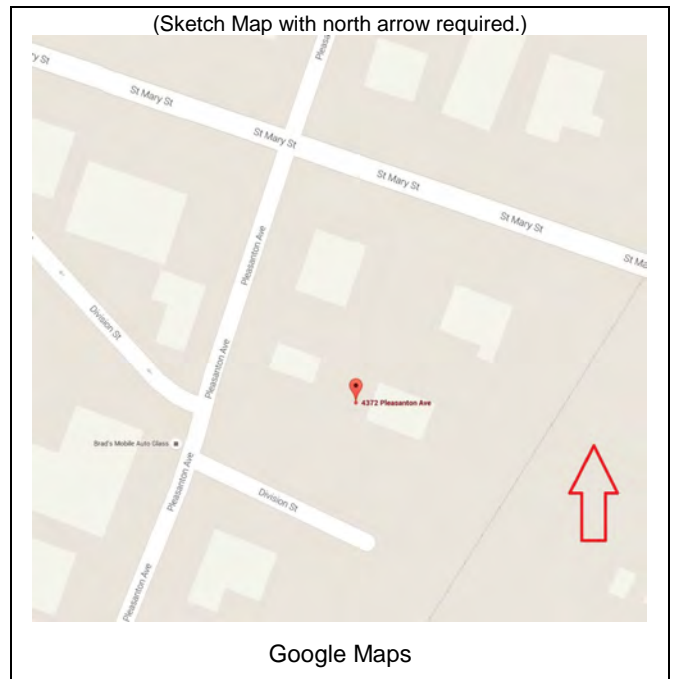 (Sketch Map with north arrow required.)
y St
St Mary St
St Mary St
St Mary St
St Mary St
St Ma
Pleasa
Pleasanton Ave
Pleasanton Ave
Pleasanton Ave
Pleasanton Ave
Division St
4372 Pleasanton Ave
Brad's Mobile Auto Glass
Division St
Google Maps